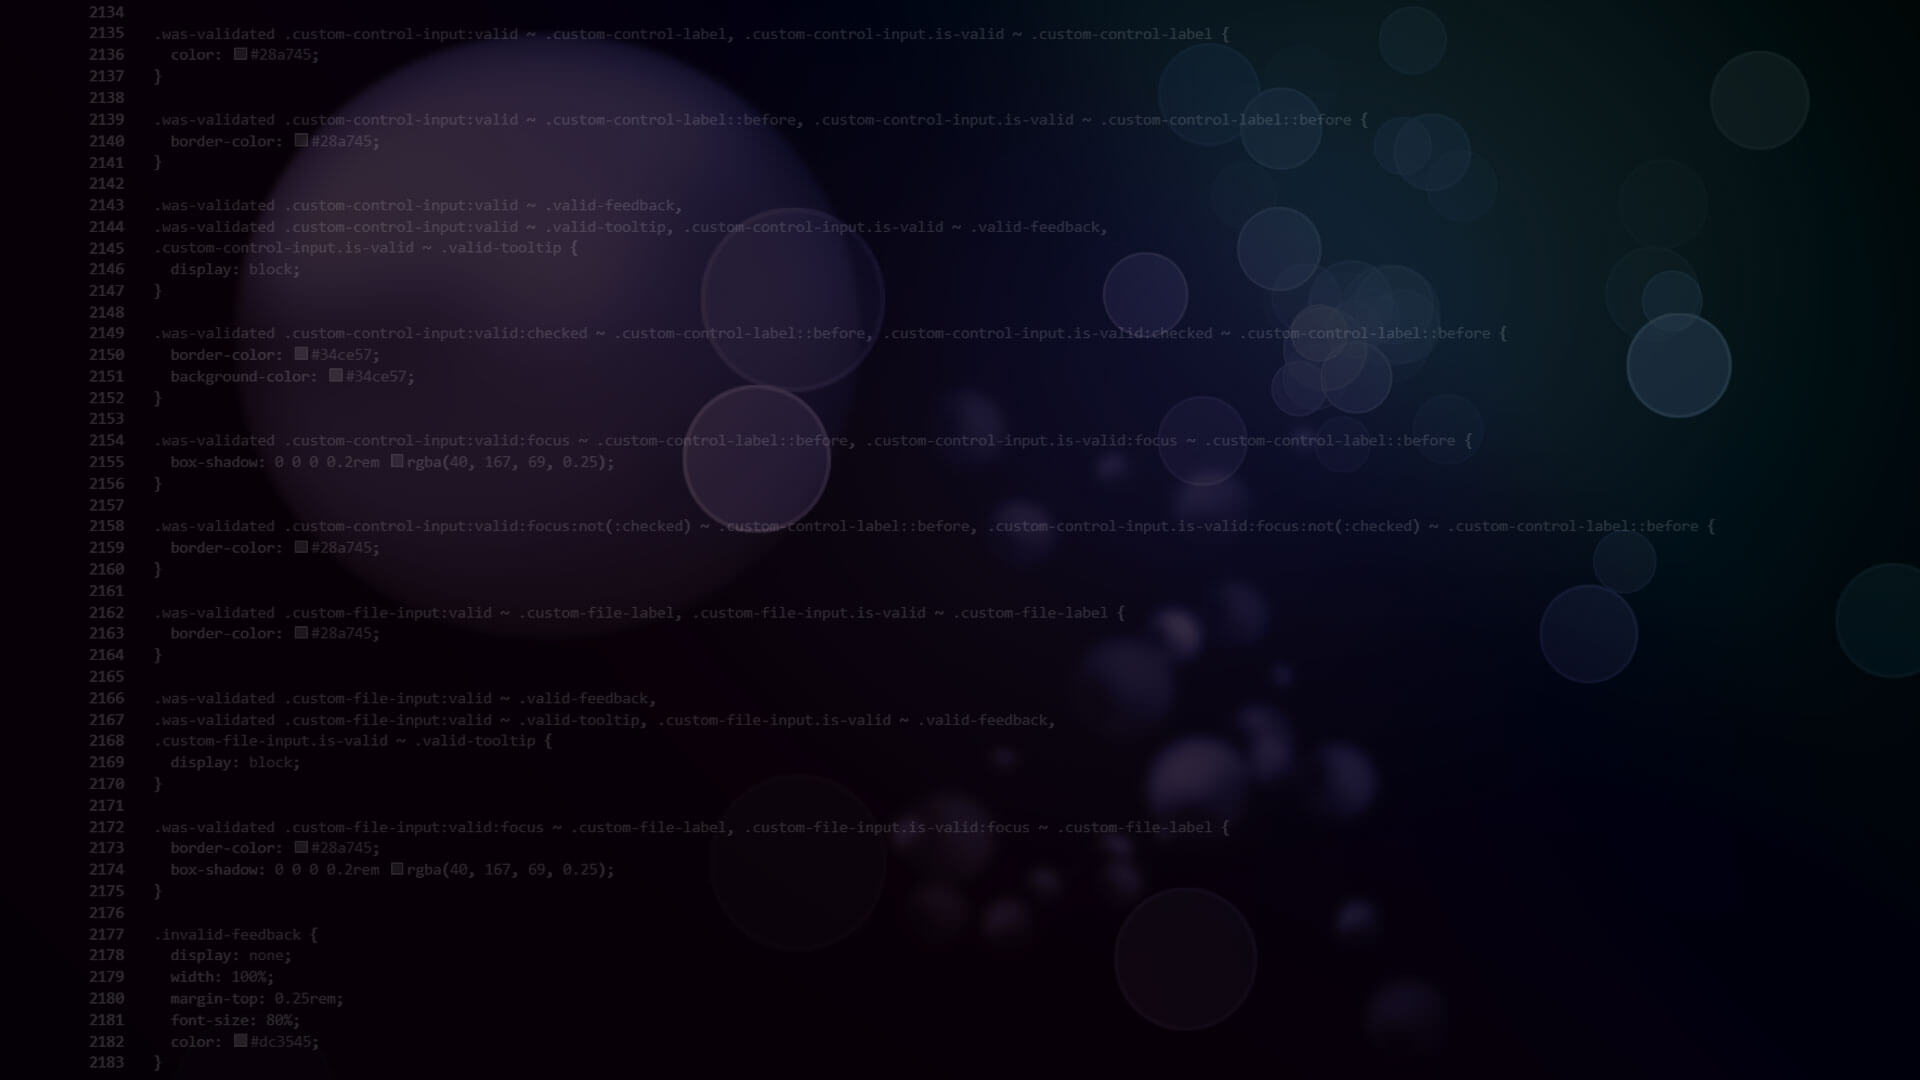 2134
2135 .was-validated .custom-control-input:valid ~ .custom-control-label, .custom-control-input.is-valid ~ .custom-control-label {
2136 color: #28a745;
2137 }
2138
2139 .was-validated .custom-control-input:valid ~ .custom-control-label::before, .custom-control-input.is-valid ~ .custom-control-label::before {
2140 border-color: #28a745;
2141 }
2142
2143 .was-validated .custom-control-input:valid ~ .valid-feedback,
2144 .was-validated .custom-control-input:valid ~ .valid-tooltip, .custom-control-input.is-valid ~ .valid-feedback,
2145 .custom-control-input.is-valid ~ .valid-tooltip {
2146 display: block;
2147 }
2148
2149 .was-validated .custom-control-input:valid:checked ~ .custom-control-label::before, .custom-control-input.is-valid:checked ~ .custom-control-label::before {
2150 border-color: #34ce57;
2151 background-color: #34ce57;
2152 }
2153
2154 .was-validated .custom-control-input:valid:focus ~ .custom-control-label::before, .custom-control-input.is-valid:focus ~ .custom-control-label::before {
2155 box-shadow: 0 0 0 0.2rem rgba(40, 167, 69, 0.25);
2156 }
2157
2158 .was-validated .custom-control-input:valid:focus:not(:checked) ~ .custom-control-label::before, .custom-control-input.is-valid:focus:not(:checked) ~ .custom-control-label::before {
2159 border-color: #28a745;
2160 }
2161
2162 .was-validated .custom-file-input:valid ~ .custom-file-label, .custom-file-input.is-valid ~ .custom-file-label {
2163 border-color: #28a745;
2164 }
2165
2166 .was-validated .custom-file-input:valid ~ .valid-feedback,
2167 .was-validated .custom-file-input:valid ~ .valid-tooltip, .custom-file-input.is-valid ~ .valid-feedback,
2168 .custom-file-input.is-valid ~ .valid-tooltip {
2169 display: block;
2170 }
2171
2172 .was-validated .custom-file-input:valid:focus ~ .custom-file-label, .custom-file-input.is-valid:focus ~ .custom-file-label {
2173 border-color: #28a745;
2174 box-shadow: 0 0 0 0.2rem rgba(40, 167, 69, 0.25);
2175 }
2176
2177 .invalid-feedback {
2178 display: none;
2179 width: 100%;
2180 margin-top: 0.25rem;
2181 font-size: 80%;
2182 color: #dc3545;
2183 }